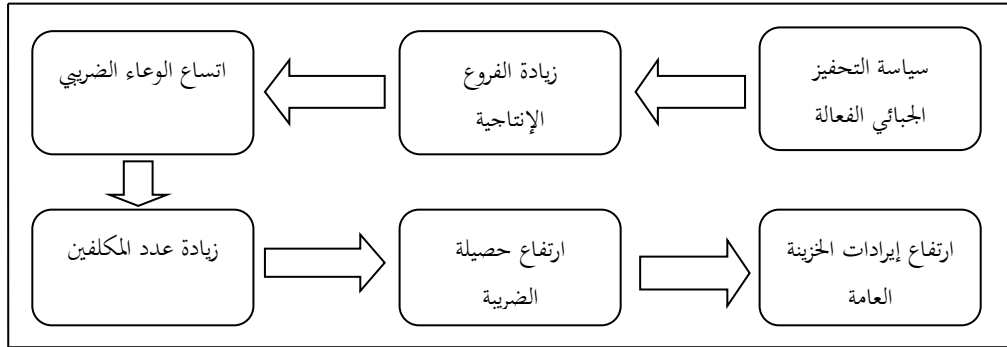 سياسة التحفيز
الجبائي الفعالة
زيادة الفروع
الإنتاجية
اتساع الوعاء الضريبي
زيادة عدد المكلفين
ارتفاع حصيلة
الضريبة
ارتفاع إيرادات الخزينة
العامة